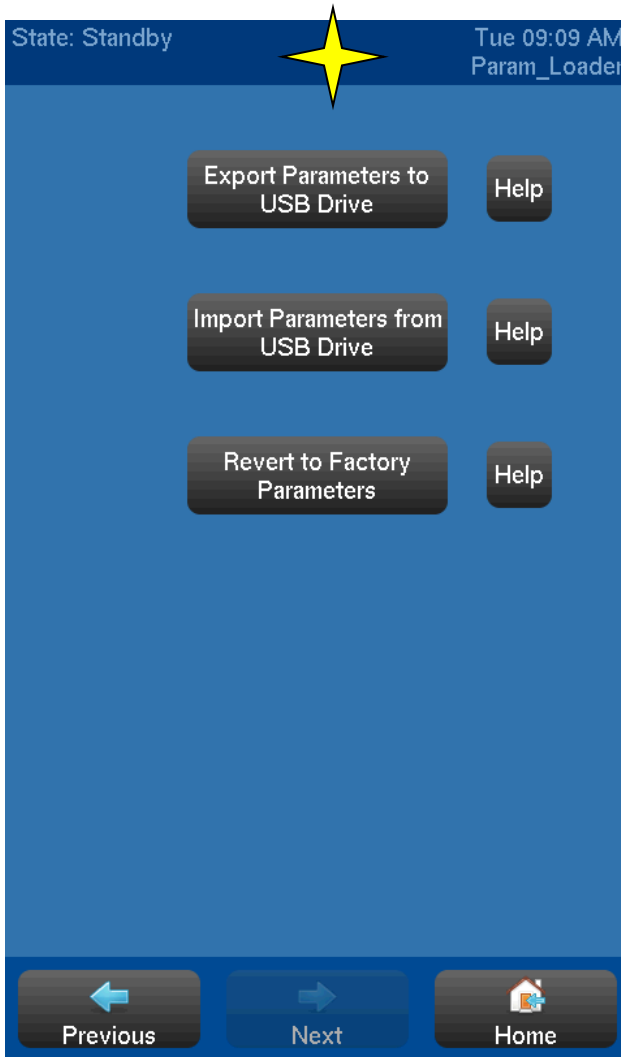 State: Standby
Tue 09:09 AM
Param_Loader
Export Parameters to
USB Drive
Help
Import Parameters from
USB Drive
Help
Revert to Factory
Parameters
Help
Previous
Next
Home